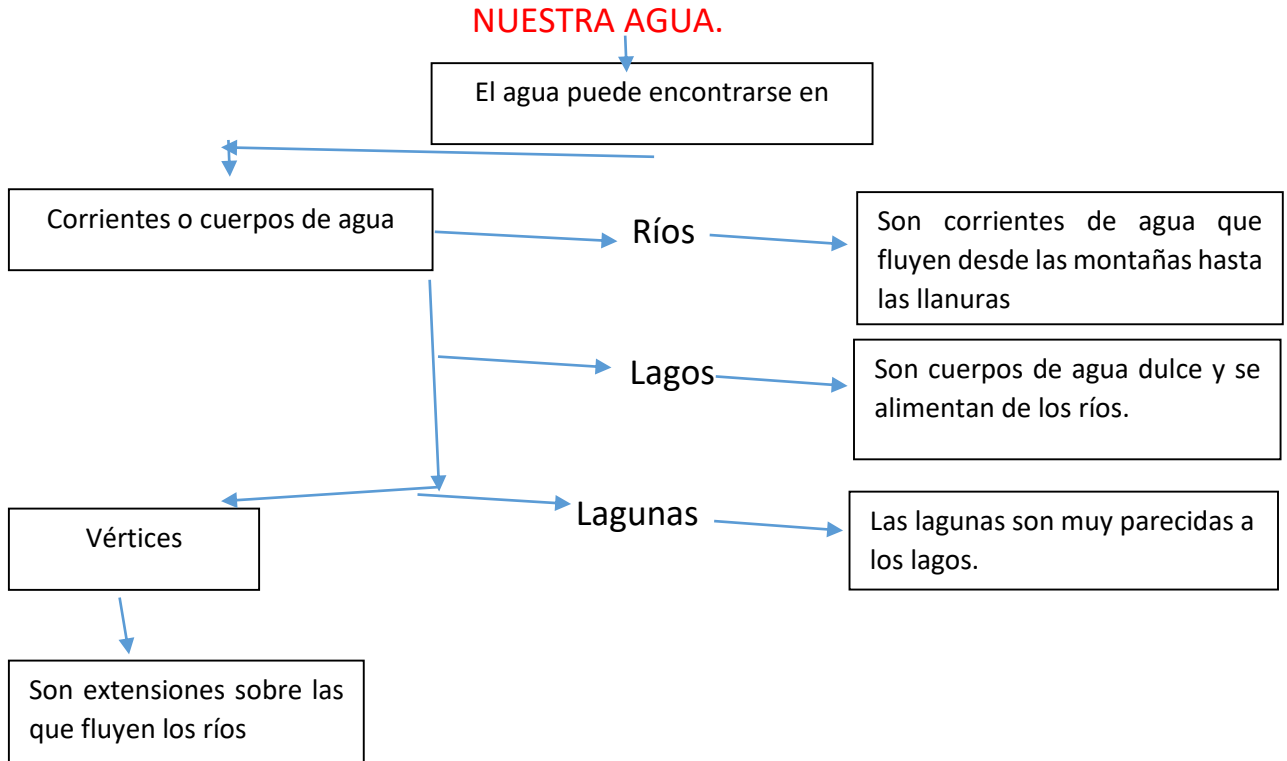 NUESTRA AGUA.
El agua puede encontrarse en
Corrientes o cuerpos de agua
Ríos
Son corrientes de agua que
fluyen desde las montañas hasta
las llanuras
Lagos
Son cuerpos de agua dulce y se
alimentan de los ríos.
Vértices
Lagunas
Las lagunas son muy parecidas a
los lagos.
Son extensiones sobre las
que fluyen los ríos